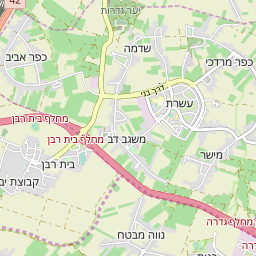 42
יער גדרות
שדמה
כפר אביב
כפר מרדכי
דרך בני
עשרת
מחלף בית רבן
מחלף בית רבן
משגב דב
מישר
בית רבן
קבוצת יב
מחלף גדרה
נווה מבטח